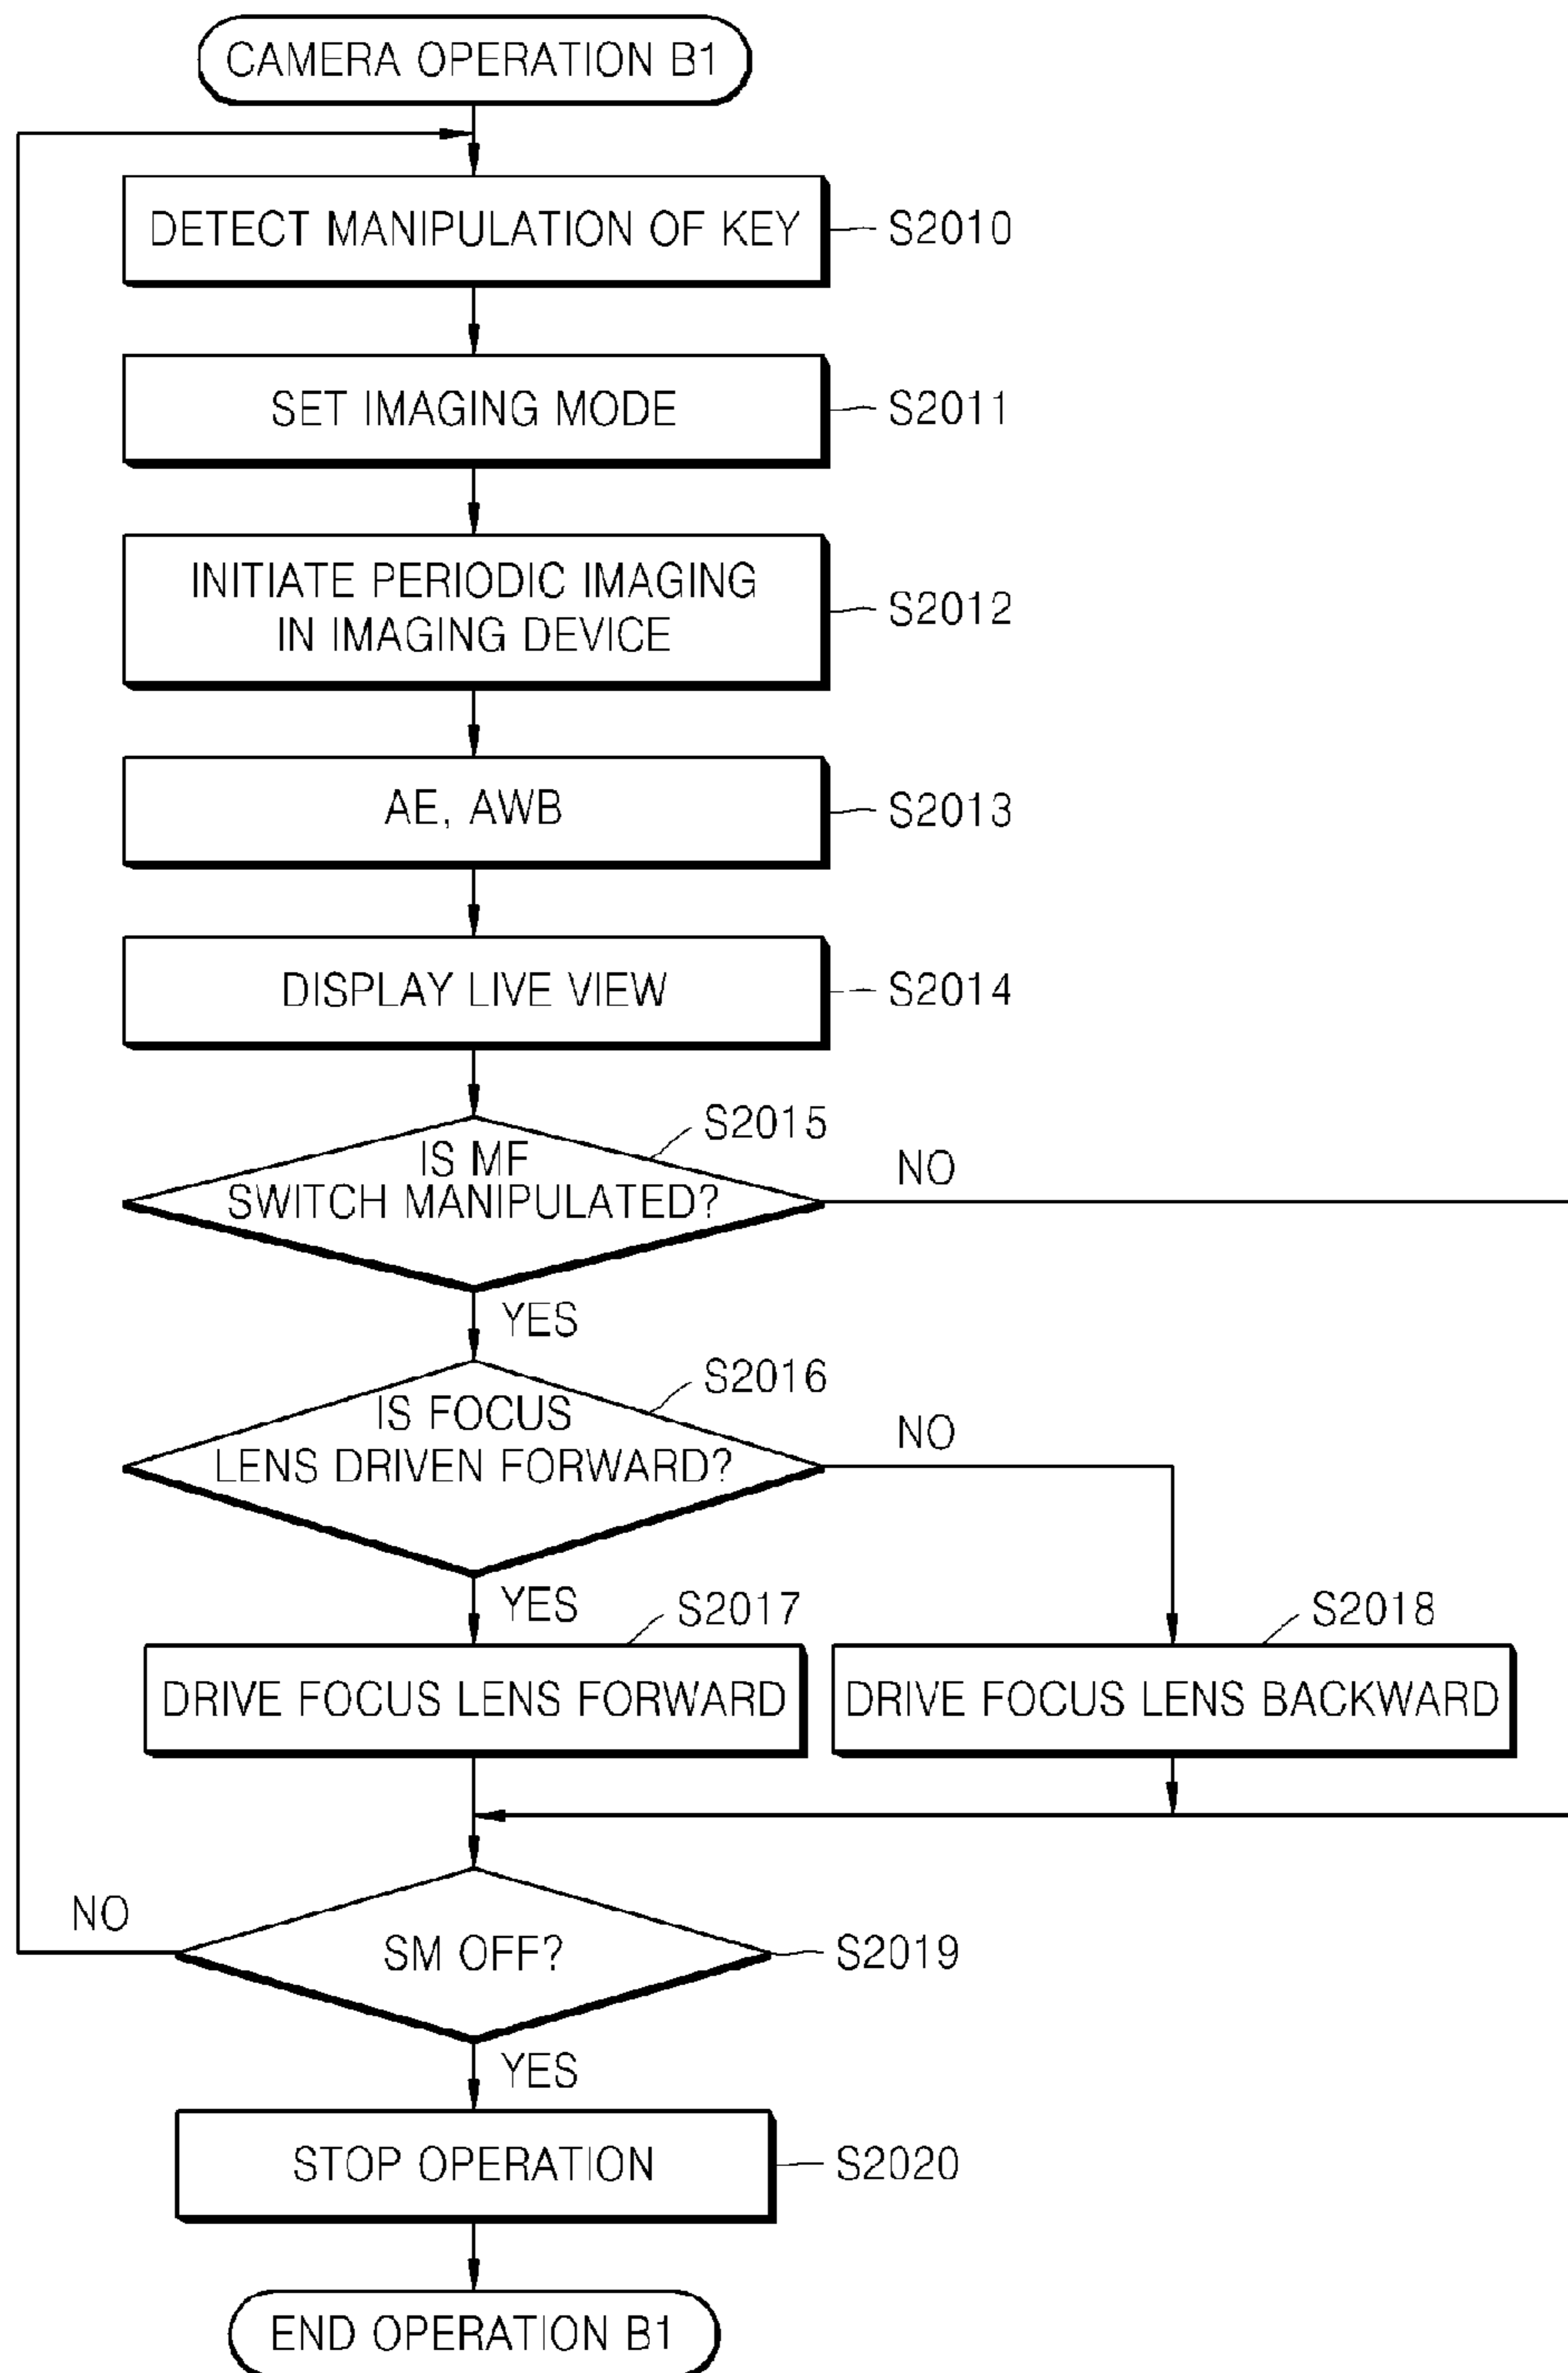 CAMERA OPERATION B1
DETECT MANIPULATION OF KEY
S2010
SET IMAGING MODE
S2011
INITIATE PERIODIC IMAGING
IN IMAGING DEVICE
S2012
AE, AWB
S2013
DISPLAY LIVE VIEW
S2014
S2015
IS MF
SWITCH MANIPULATED?
NO
YES
S2016
IS FOCUS
LENS DRIVEN FORWARD?
NO
YES
S2017
DRIVE FOCUS LENS FORWARD
S2018
DRIVE FOCUS LENS BACKWARD
NO
SM OFF?
S2019
YES
STOP OPERATION
S2020
END OPERATION B1